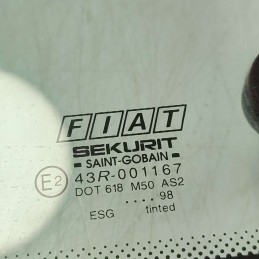 FIAT
SEKURIT
SAINT-GOBAIN
E2 43R-001167
DOT 618 M50 AS2
.... 98
ESG tinted